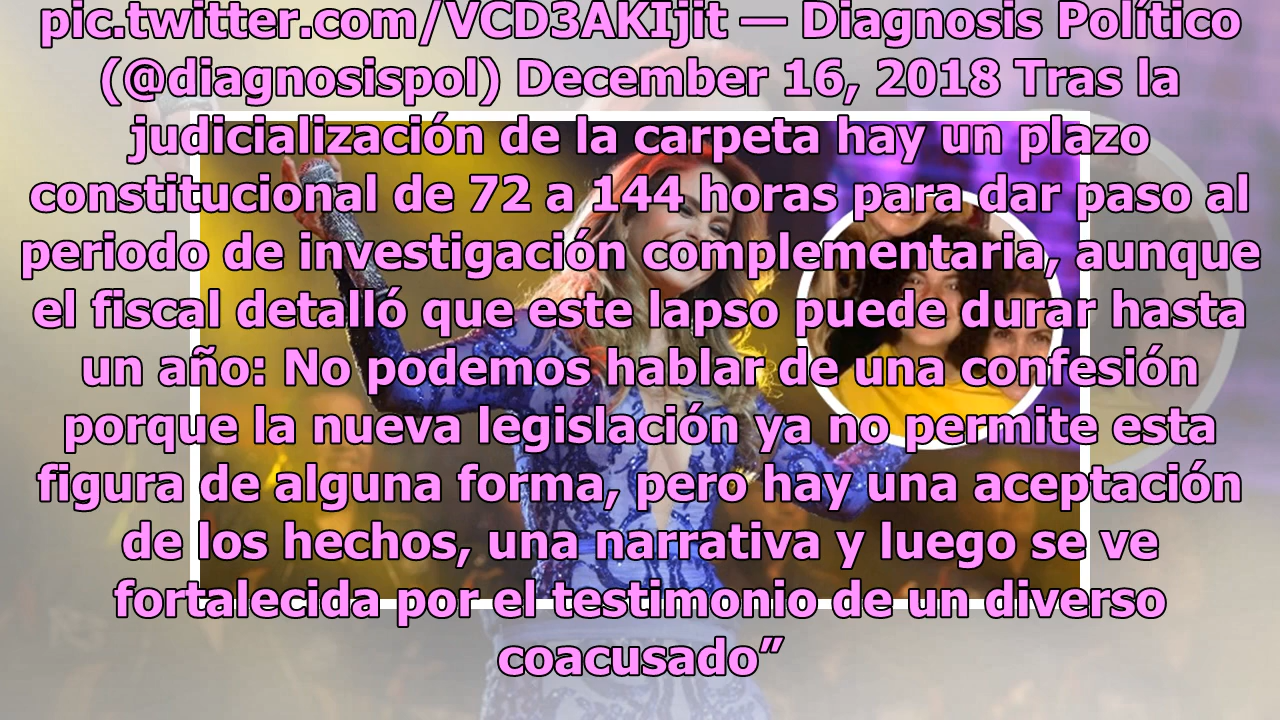 pic.twitter.com/VCD3AKIjit — Diagnosis Político
(@diagnosispol) December 16, 2018 Tras la
judicialización de la carpeta hay un plazo
constitucional de 72 a 144 horas para dar paso al
periodo de investigación complementaria, aunque
el fiscal detalló que este lapso puede durar hasta
un año: No podemos hablar de una confesión
porque la nueva legislación ya no permite esta
figura de alguna forma, pero hay una aceptación
de los hechos, una narrativa y luego se ve
fortalecida por el testimonio de un diverso
coacusado”